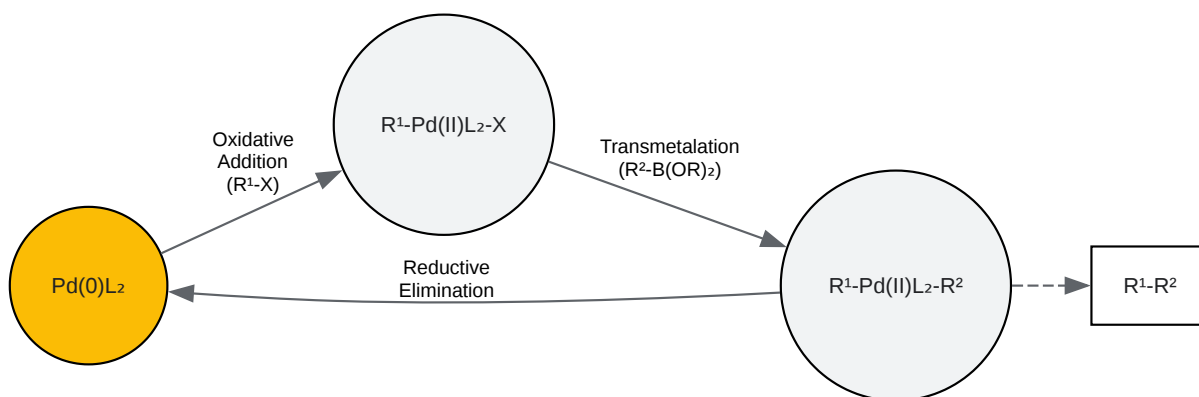 R¹-Pd(II)L₂-X
Oxidative
Addition
(R¹-X)
Transmetalation
(R²-B(OR)₂)
Pd(0)L₂
Reductive
Elimination
R¹-Pd(II)L₂-R²
R¹-R²